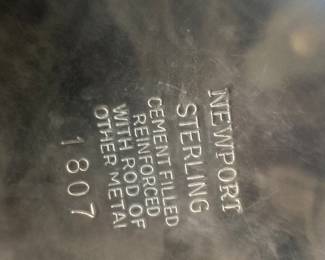 NEWPORT
STERLING
CEMENT FILLED
REINFORCED
WITH ROD OF
OTHER METAL
1807